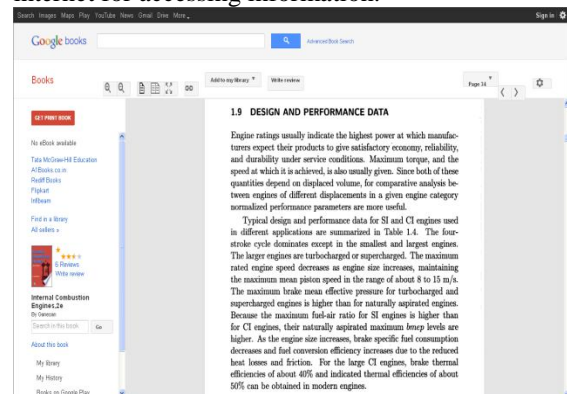 internet for accessing information.
Search Images Maps Play YouTube News Gmail Drive More
Sign in
Google books
Advanced Book Search
Books
Add to my library
Write review
Page 14
GET PRINT BOOK
No eBook available
Tata McGraw-Hill Education
A1Books.co.in
Rediff Books
Flipkart
Infibeam
Find in a library
All sellers »
6 Reviews
Write review
Internal Combustion
Engines,2e
By Ganesan
Search in this book
Go
About this book
My library
My History
Books on Google Play
1.9 DESIGN AND PERFORMANCE DATA
Engine ratings usually indicate the highest power at which manufac-
turers expect their products to give satisfactory economy, reliability,
and durability under service conditions. Maximum torque, and the
speed at which it is achieved, is also usually given. Since both of these
quantities depend on displaced volume, for comparative analysis be-
tween engines of different displacements in a given engine category
normalized performance parameters are more useful.
Typical design and performance data for SI and CI engines used
in different applications are summarized in Table 1.4. The four-
stroke cycle dominates except in the smallest and largest engines.
The larger engines are turbocharged or supercharged. The maximum
rated engine speed decreases as engine size increases, maintaining
the maximum mean piston speed in the range of about 8 to 15 m/s.
The maximum brake mean effective pressure for turbocharged and
supercharged engines is higher than for naturally aspirated engines.
Because the maximum fuel-air ratio for SI engines is higher than
for CI engines, their naturally aspirated maximum bmep levels are
higher. As the engine size increases, brake specific fuel consumption
decreases and fuel conversion efficiency increases due to the reduced
heat losses and friction. For the large CI engines, brake thermal
efficiencies of about 40% and indicated thermal efficiencies of about
50% can be obtained in modern engines.